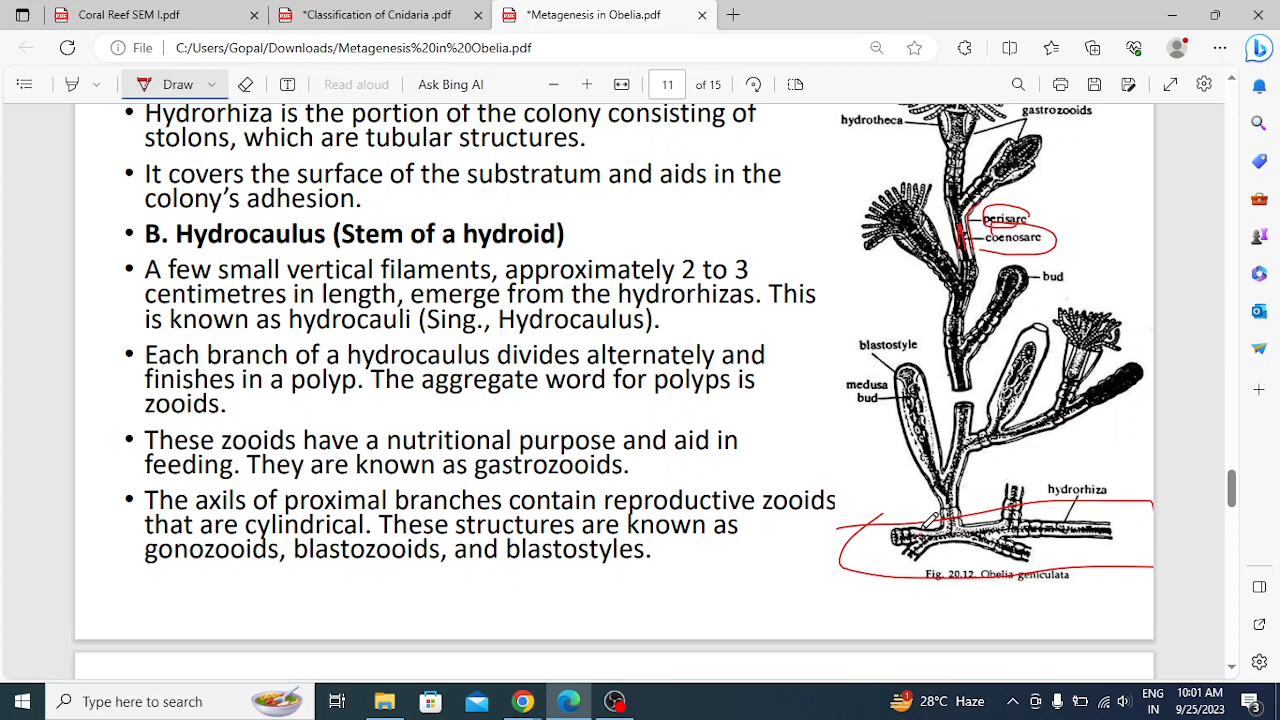 Coral Reef SEM I.pdf
*Classification of Cnidaria .pdf
*Metagenesis in Obelia.pdf
File
C:/Users/Gopal/Downloads/Metagenesis%20in%20Obelia.pdf
Draw
Read aloud
Ask Bing AI
11
of 15
• Hydrorhiza is the portion of the colony consisting of
stolons, which are tubular structures.
• It covers the surface of the substratum and aids in the
colony's adhesion.
• B. Hydrocaulus (Stem of a hydroid)
• A few small vertical filaments, approximately 2 to 3
centimetres in length, emerge from the hydrorhizas. This
is known as hydrocauli (Sing., Hydrocaulus).
• Each branch of a hydrocaulus divides alternately and
finishes in a polyp. The aggregate word for polyps is
zooids.
• These zooids have a nutritional purpose and aid in
feeding. They are known as gastrozooids.
• The axils of proximal branches contain reproductive zooids
that are cylindrical. These structures are known as
gonozooids, blastozooids, and blastostyles.
hydrotheca
gastrozooids
perisarc
coenosarc
bud
blastostyle
medusa
bud
hydrorhiza
Fig. 20.12. Obelia geniculata
Type here to search
1
28°C Haze
ENG
IN
10:01 AM
9/25/2023
3